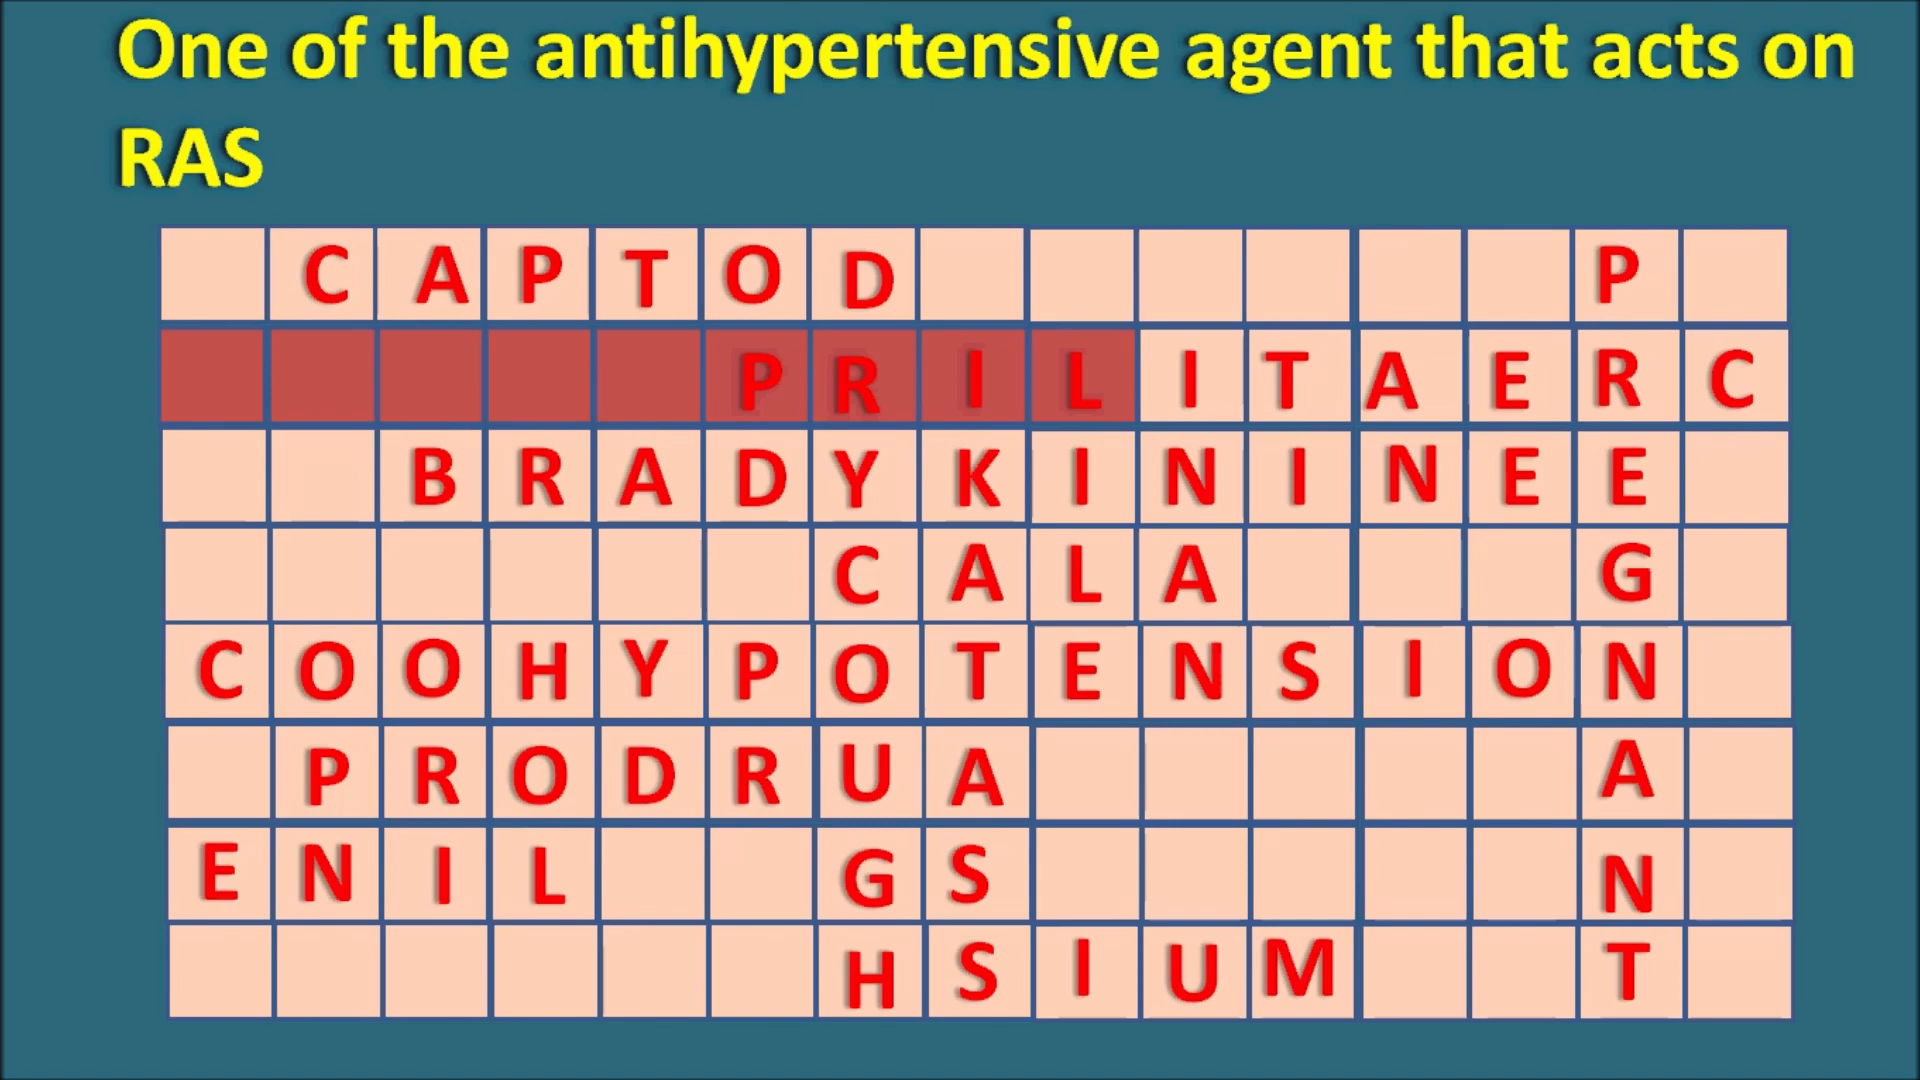 One of the antihypertensive agent that acts on
RAS
C A P T O D P
P R I L I T A E R C
B R A D Y K I N I N E E
C A L A G
C O O H Y P O T E N S I O N
P R O D R U A A
E N I L G S N
H S I U M T